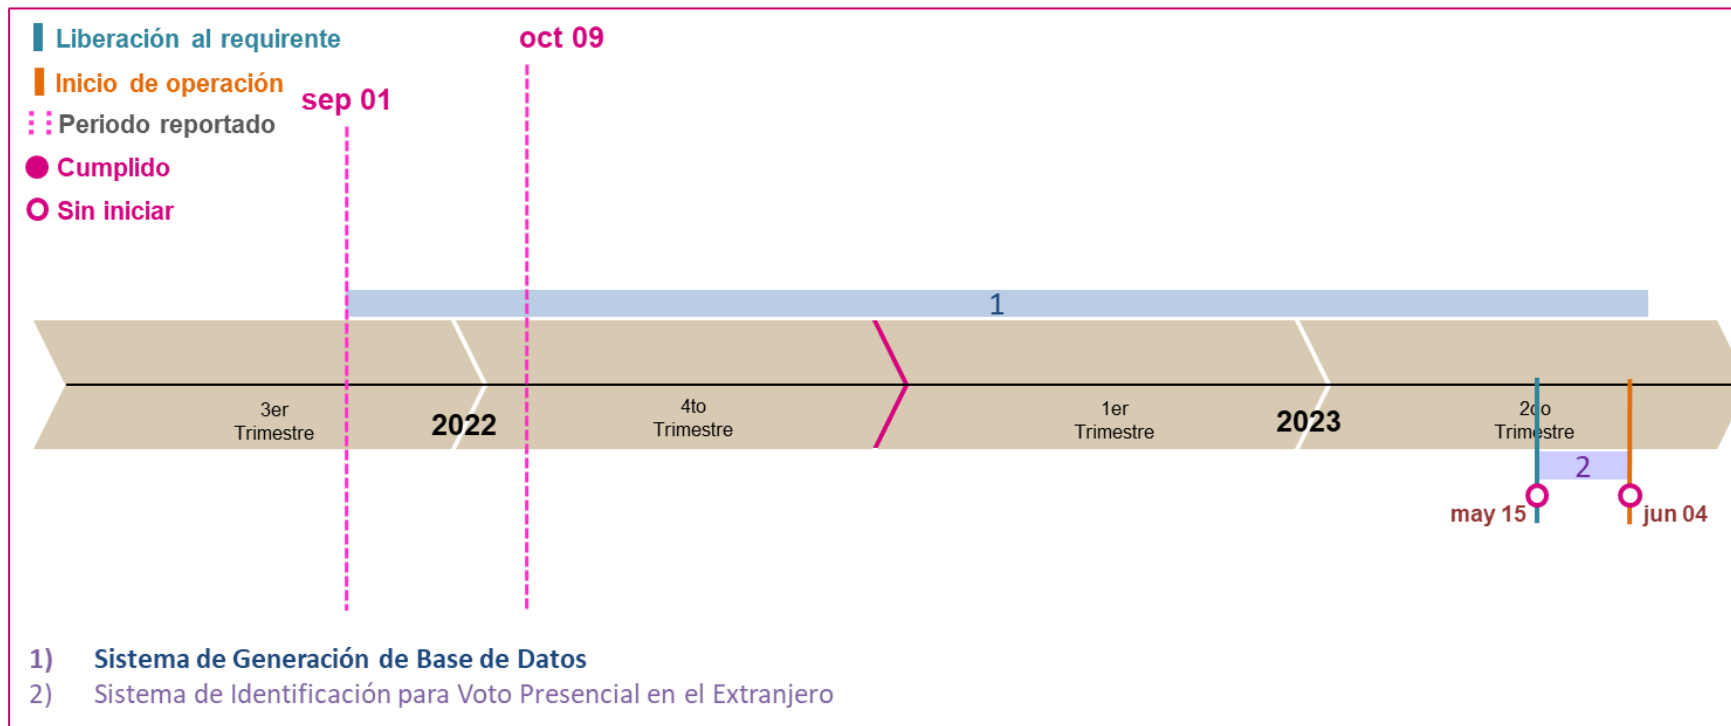 Liberación al requirente
Inicio de operación
Periodo reportado
Cumplido
Sin iniciar
sep 01
oct 09
1
3er
Trimestre
2022
4to
Trimestre
1er
Trimestre
2023
2do
Trimestre
2
may 15
jun 04
1) Sistema de Generación de Base de Datos
2) Sistema de Identificación para Voto Presencial en el Extranjero